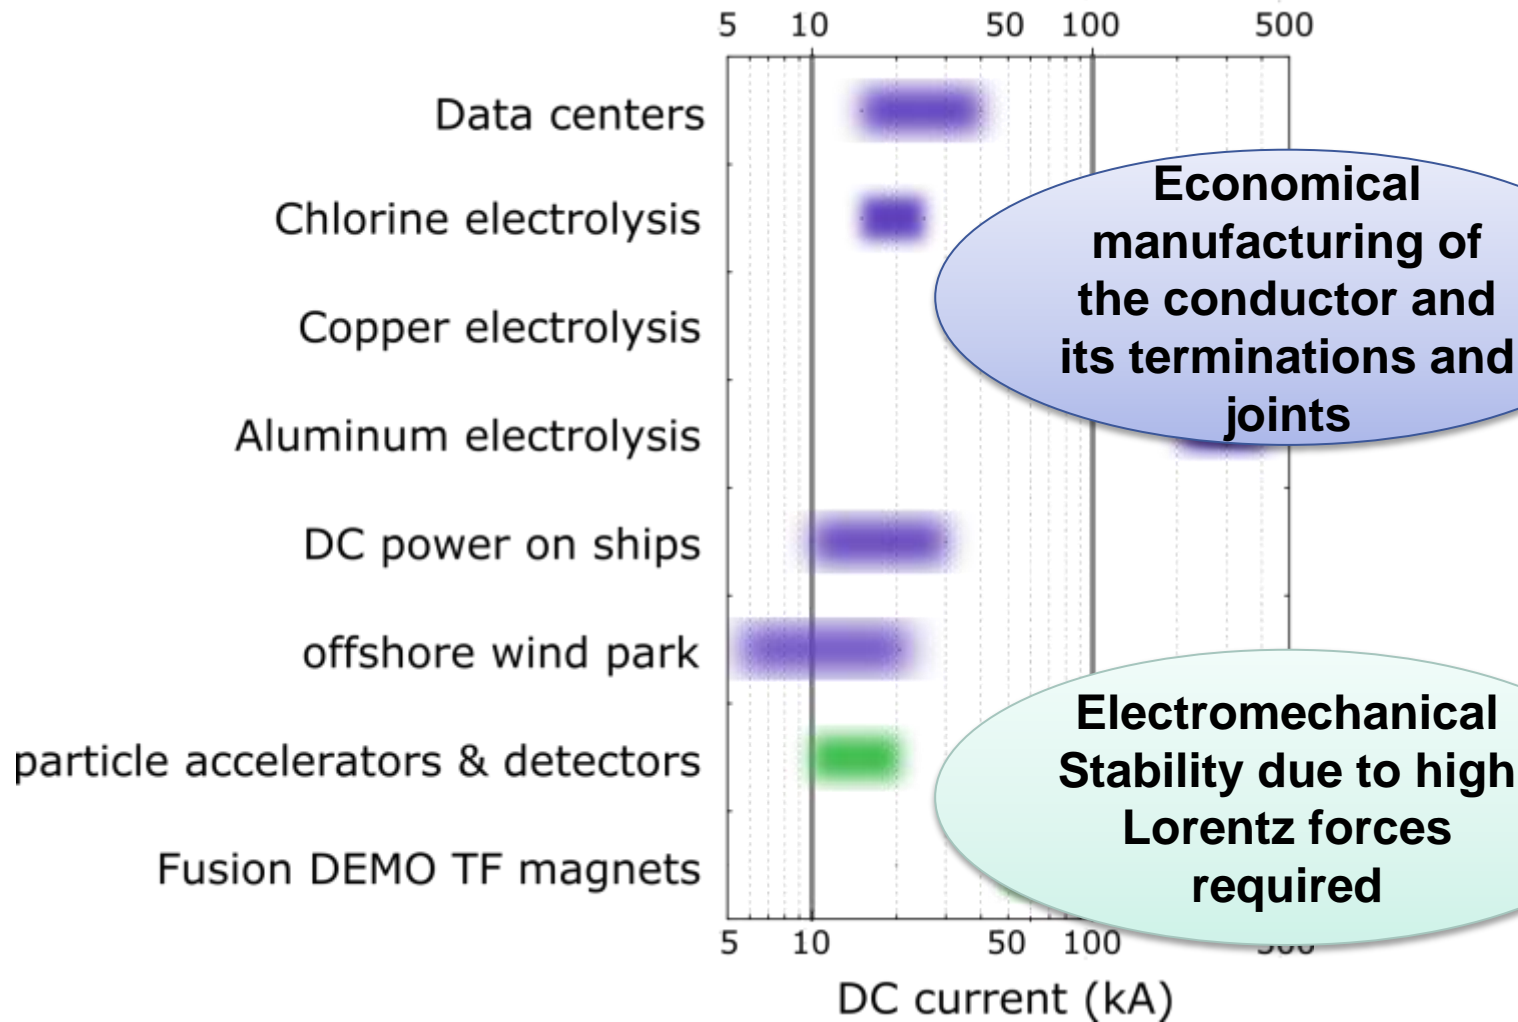 5 10 50 100 500
Data centers
Chlorine electrolysis
Copper electrolysis
Aluminum electrolysis
DC power on ships
offshore wind park
particle accelerators & detectors
Fusion DEMO TF magnets
Economical
manufacturing of
the conductor and
its terminations and
joints
Electromechanical
Stability due to high
Lorentz forces
required
5 10 50 100 500
DC current (kA)